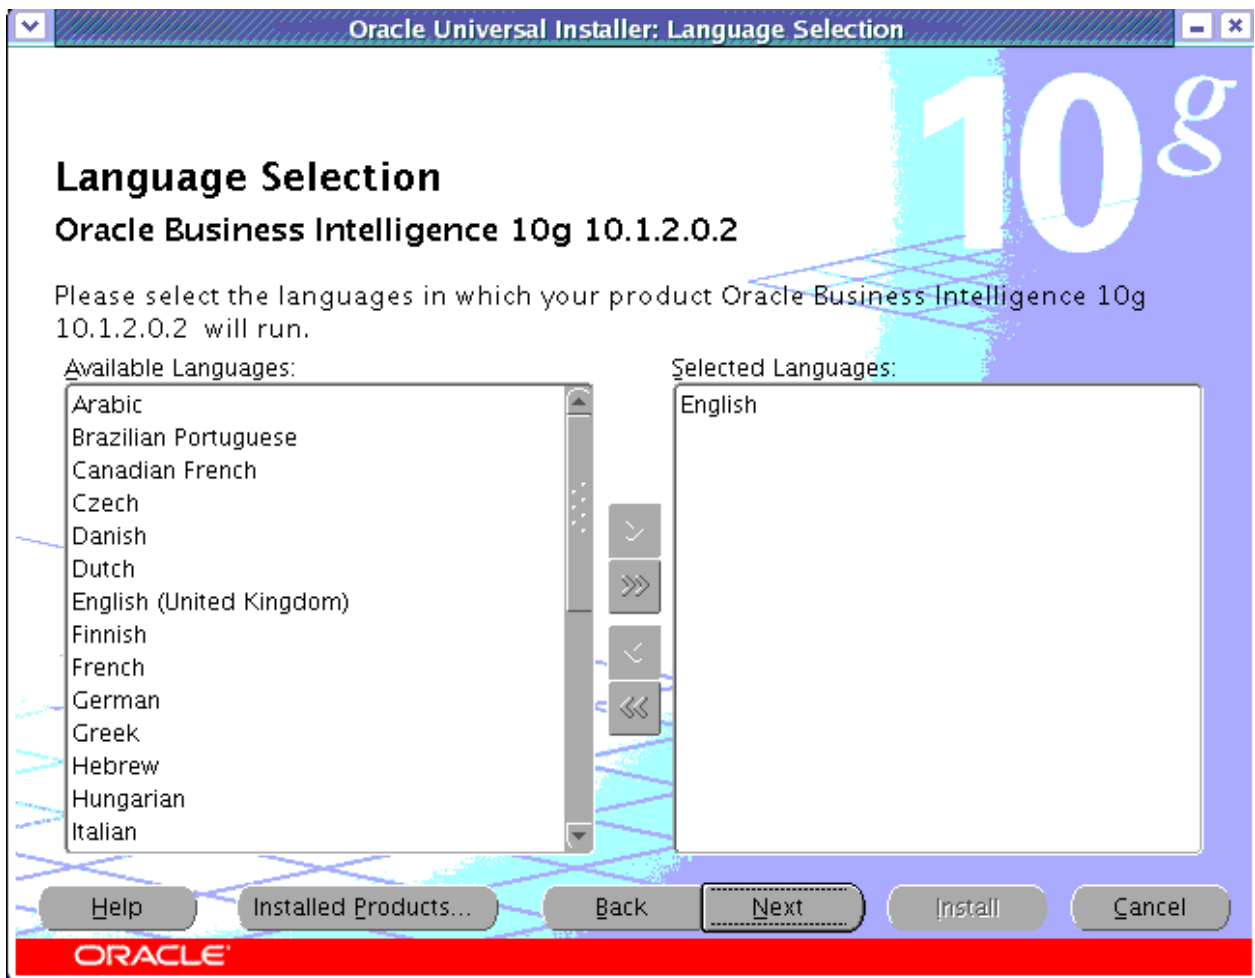 Oracle Universal Installer: Language Selection
10g
Language Selection
Oracle Business Intelligence 10g 10.1.2.0.2
Please select the languages in which your product Oracle Business Intelligence 10g
10.1.2.0.2 will run.
Available Languages:
Arabic
Brazilian Portuguese
Canadian French
Czech
Danish
Dutch
English (United Kingdom)
Finnish
French
German
Greek
Hebrew
Hungarian
Italian
Selected Languages:
English
Help
Installed Products...
Back
Next
Install
Cancel
ORACLE